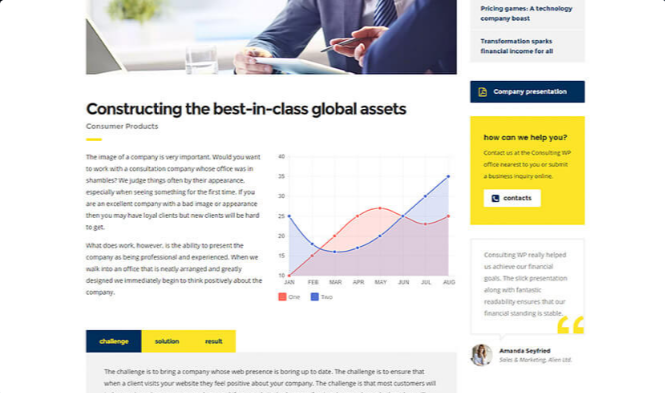 Pricing games: A technology
company boast
Transformation sparks
financial income for all
Company presentation
how can we help you?
Contact us at the Consulting WP
office nearest to you or submit
a business inquiry online.
contacts
Consulting WP really helped
us achieve our financial
goals. The slick presentation
along with fantastic
readability ensures that our
financial standing is stable.
Amanda Seyfried
Sales & Marketing, Alien Ltd.
Constructing the best-in-class global assets
Consumer Products
The image of a company is very important. Would you want
to work with a consultation company whose office was in
shambles? We judge things often by their appearance,
especially when seeing something for the first time. If you
are an excellent company with a bad image or appearance
then you may have loyal clients but new clients will be hard
to get.
What does work, however, is the ability to present the
company as being professional and experienced. When we
walk into an office that is neatly arranged and greatly
designed we immediately begin to think positively about the
company.
40
35
30
25
20
15
10
JAN FEB MAR APR MAY JUN JUL AUG
One Two
challenge solution result
The challenge is to bring a company whose web presence is boring up to date. The challenge is to ensure that
when a client visits your website they feel positive about your company. The challenge is that most customers will